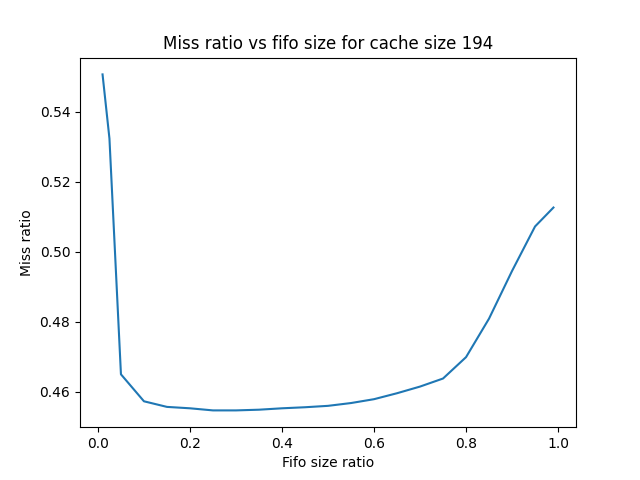 Miss ratio vs fifo size for cache size 194
0.54
0.52
0.50
0.48
0.46
Miss ratio
0.0 0.2 0.4 0.6 0.8 1.0
Fifo size ratio